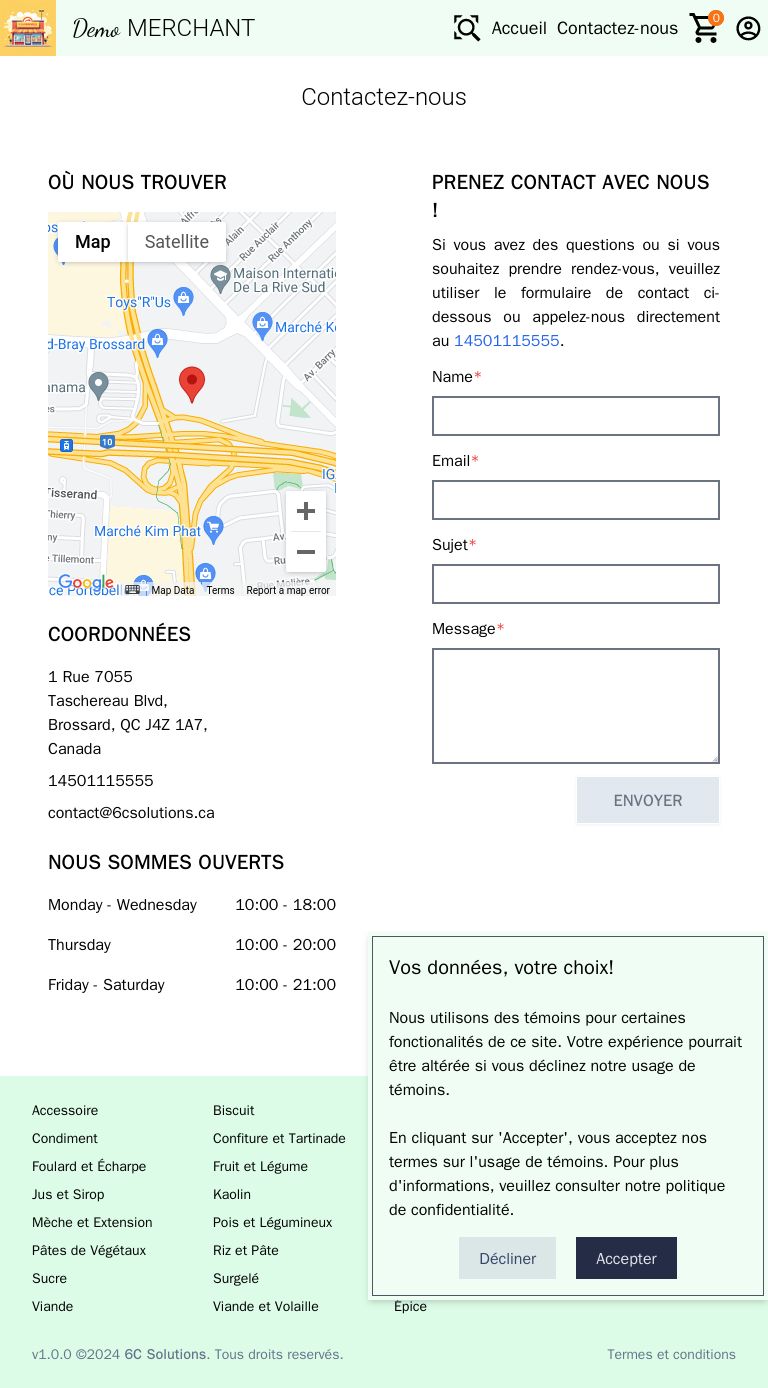 Demo MERCHANT
Accueil Contactez-nous 0
Contactez-nous
OÙ NOUS TROUVER
Map Satellite
Alain
Rue Auclair
Rue Anthony
Maison Internati
De La Rive Sud
Toys"R"Us
Marché K
d-Bray Brossard
Av. Barry
anama
10
IG
Tisserand
Thierry
Marché Kim Phat
e Tillemont
Rue Molière
Google
Map Data Terms Report a map error
COORDONNÉES
1 Rue 7055
Taschereau Blvd,
Brossard, QC J4Z 1A7,
Canada
14501115555
contact@6csolutions.ca
NOUS SOMMES OUVERTS
Monday - Wednesday 10:00 - 18:00
Thursday 10:00 - 20:00
Friday - Saturday 10:00 - 21:00
PRENEZ CONTACT AVEC NOUS
!
Si vous avez des questions ou si vous
souhaitez prendre rendez-vous, veuillez
utiliser le formulaire de contact ci-
dessous ou appelez-nous directement
au 14501115555.
Name*
Email*
Sujet*
Message*
ENVOYER
Vos données, votre choix!
Nous utilisons des témoins pour certaines
fonctionalités de ce site. Votre expérience pourrait
être altérée si vous déclinez notre usage de
témoins.
En cliquant sur 'Accepter', vous acceptez nos
termes sur l'usage de témoins. Pour plus
d'informations, veuillez consulter notre politique
de confidentialité.
Décliner Accepter
Accessoire Biscuit
Condiment Confiture et Tartinade
Foulard et Écharpe Fruit et Légume
Jus et Sirop Kaolin
Mèche et Extension Pois et Légumineux
Pâtes de Végétaux Riz et Pâte
Sucre Surgelé
Viande Viande et Volaille Épice
v1.0.0 ©2024 6C Solutions. Tous droits reservés. Termes et conditions